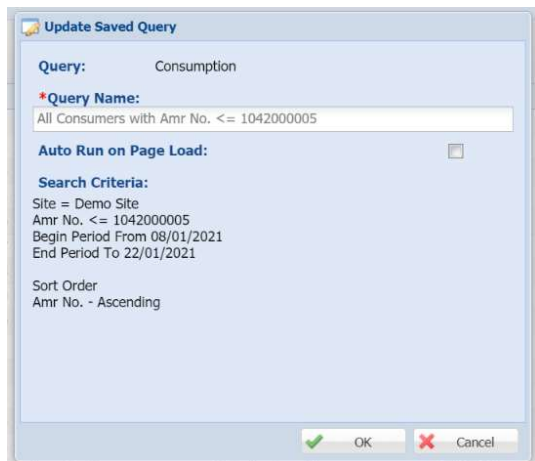 Update Saved Query
Query: Consumption
*Query Name:
All Consumers with Amr No. <= 1042000005
Auto Run on Page Load:
Search Criteria:
Site = Demo Site
Amr No. <= 1042000005
Begin Period From 08/01/2021
End Period To 22/01/2021
Sort Order
Amr No. - Ascending
OK Cancel